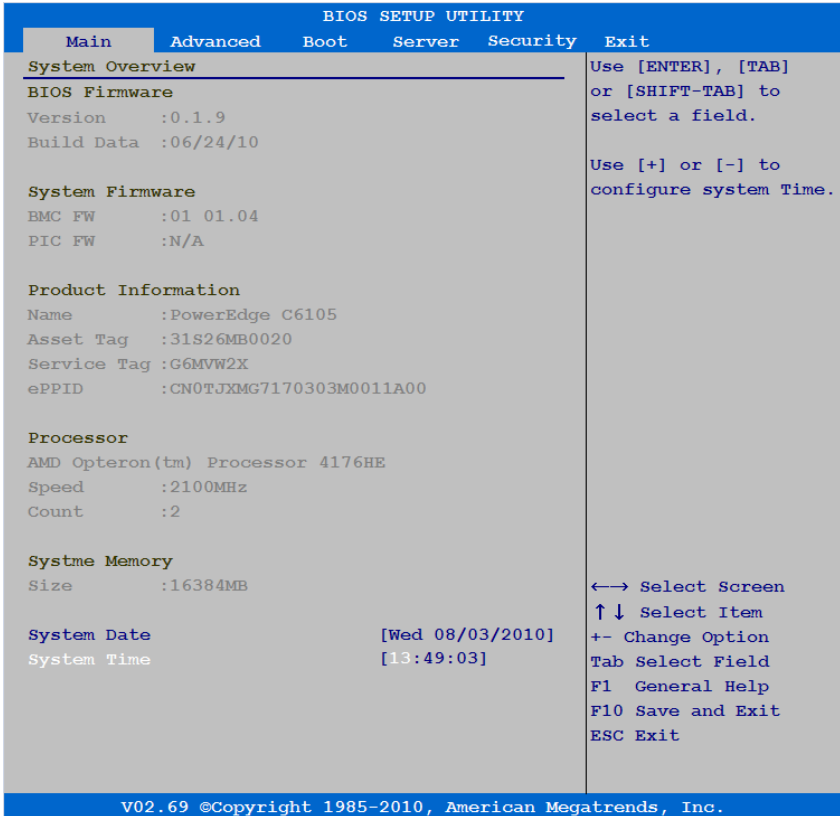 BIOS SETUP UTILITY
Main Advanced Boot Server Security Exit
System Overview
BIOS Firmware
Version :0.1.9
Build Data :06/24/10
System Firmware
BMC FW :01 01.04
PIC FW :N/A
Product Information
Name :PowerEdge C6105
Asset Tag :31S26MB0020
Service Tag :G6MVW2X
ePPID :CN0TJXMG7170303M0011A00
Processor
AMD Opteron(tm) Processor 4176HE
Speed :2100MHz
Count :2
Systme Memory
Size :16384MB
System Date [Wed 08/03/2010]
System Time [13:49:03]
Use [ENTER], [TAB]
or [SHIFT-TAB] to
select a field.
Use [+] or [-] to
configure system Time.
←→ Select Screen
↑↓ Select Item
+- Change Option
Tab Select Field
F1 General Help
F10 Save and Exit
ESC Exit
V02.69 ©Copyright 1985-2010, American Megatrends, Inc.